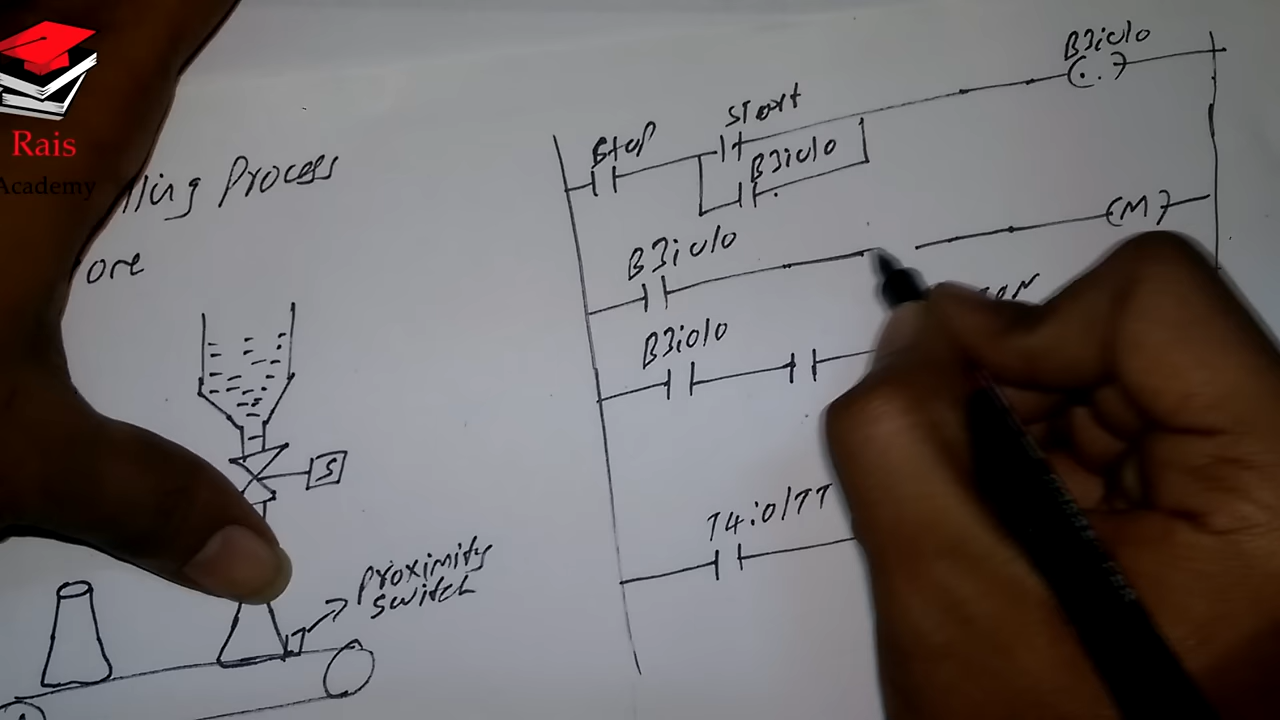 Rais
Academy
lling Process
ore
S
Proximity
switch
Stop
Start
B3:0/0
B3:0/0
B3:0/0
(M)
B3:0/0
TON
T4:0/TT